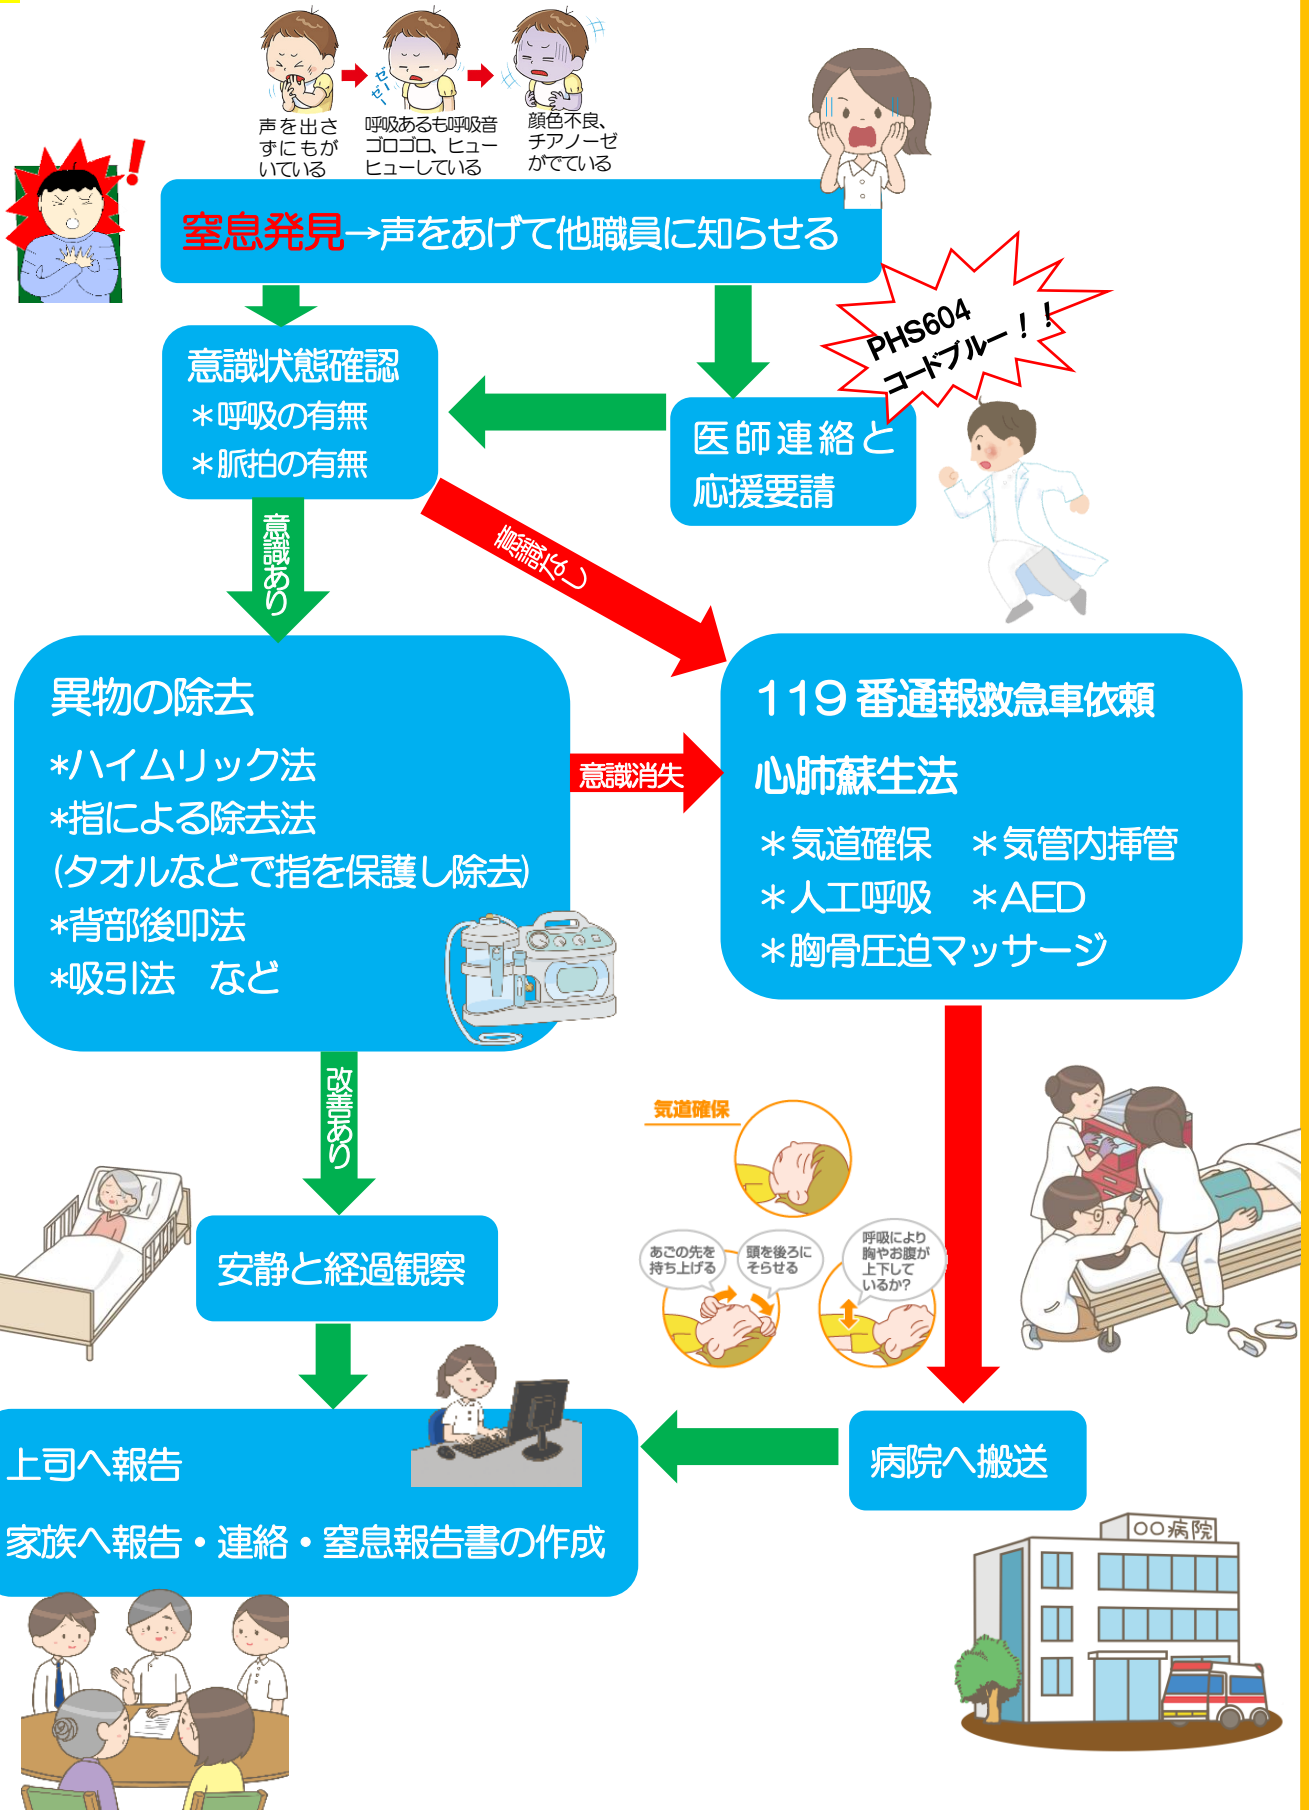 声を出さ
ずにもが
いている
ゼーゼー
呼吸あるも呼吸音
ゴロゴロ、ヒュー
ヒューしている
顔色不良、
チアノーゼ
がでている
!
窒息発見→声をあげて他職員に知らせる
PHS604
コードブルー！！
意識状態確認
＊呼吸の有無
＊脈拍の有無
医師連絡と
応援要請
意識あり
意識なし
異物の除去
*ハイムリック法
*指による除去法
(タオルなどで指を保護し除去)
*背部後叩法
*吸引法　など
意識消失
119番通報救急車依頼
心肺蘇生法
＊気道確保　＊気管内挿管
＊人工呼吸　＊AED
＊胸骨圧迫マッサージ
改善あり
気道確保
あごの先を
持ち上げる
頭を後ろに
そらせる
呼吸により
胸やお腹が
上下して
いるか?
安静と経過観察
上司へ報告
家族へ報告・連絡・窒息報告書の作成
病院へ搬送
〇〇病院